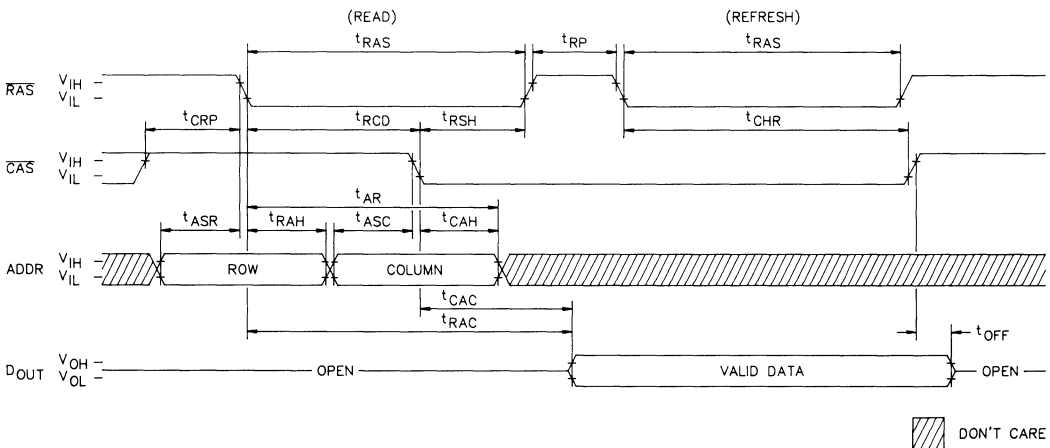 (READ) (REFRESH)
tRAS tRP tRAS
RAS VIH
VIL
tCRP tRCD tRSH tCHR
CAS VIH
VIL
tAR
tASR tRAH tASC tCAH
ADDR VIH
VIL
ROW COLUMN
tCAC
tRAC
tOFF
DOUT VOH
VOL
OPEN VALID DATA OPEN
DON'T CARE